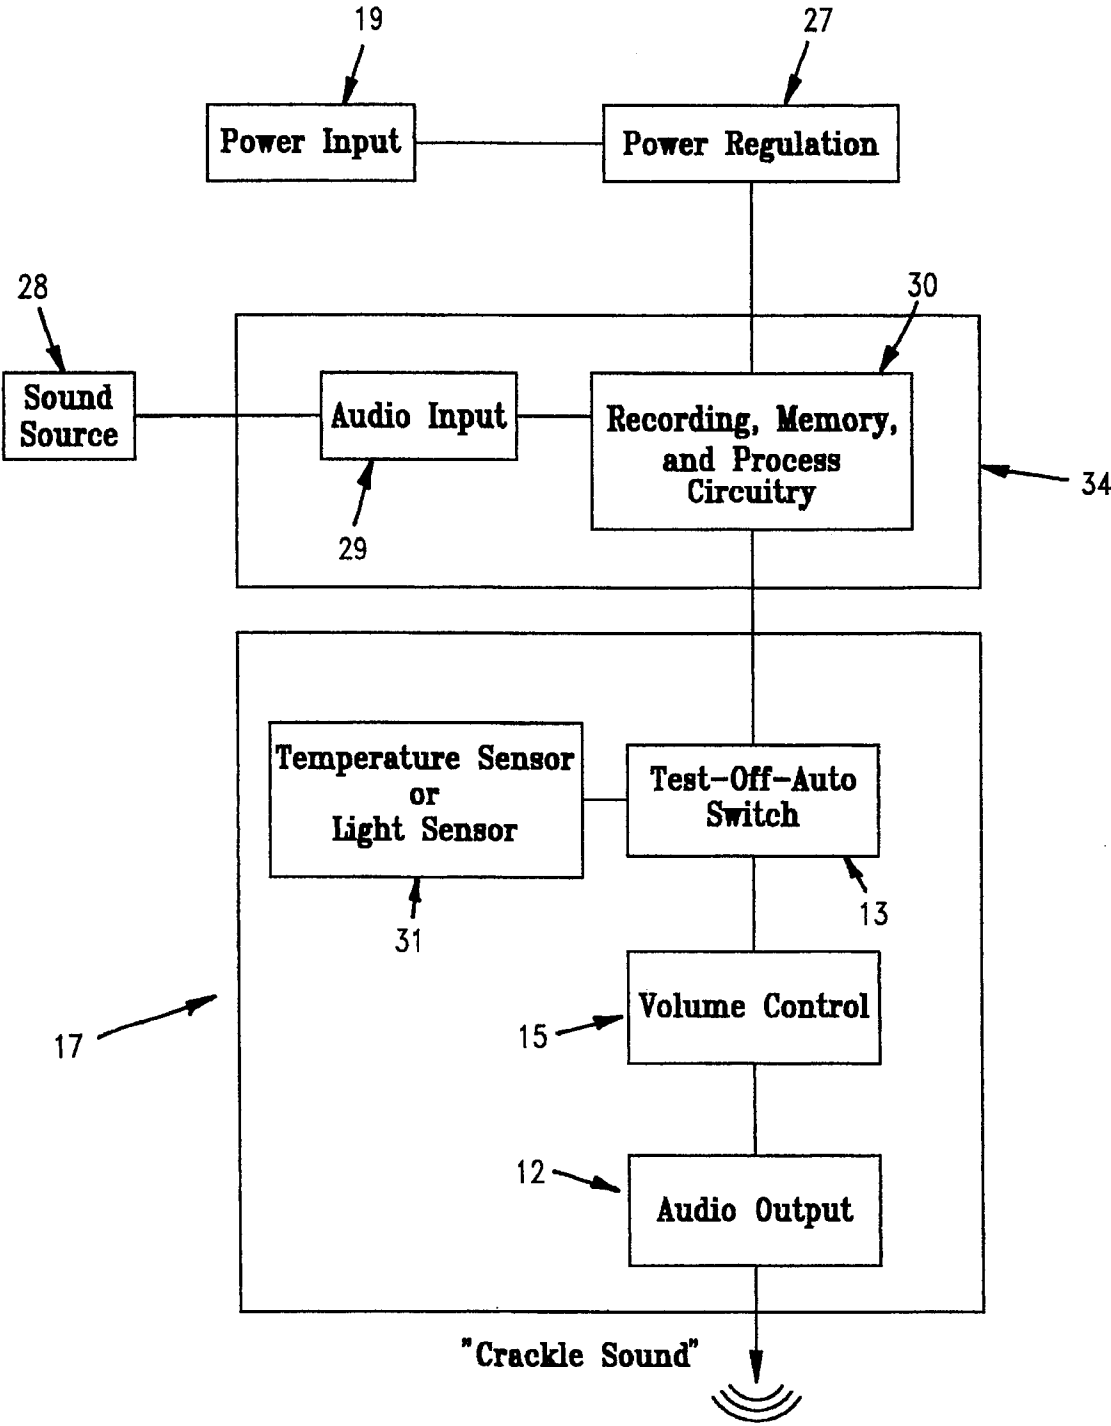 19
27
Power Input
Power Regulation
28
30
Sound
Source
Audio Input
Recording, Memory,
and Process
Circuitry
34
29
Temperature Sensor
or
Light Sensor
Test-Off-Auto
Switch
31
13
Volume Control
15
17
12
Audio Output
"Crackle Sound"